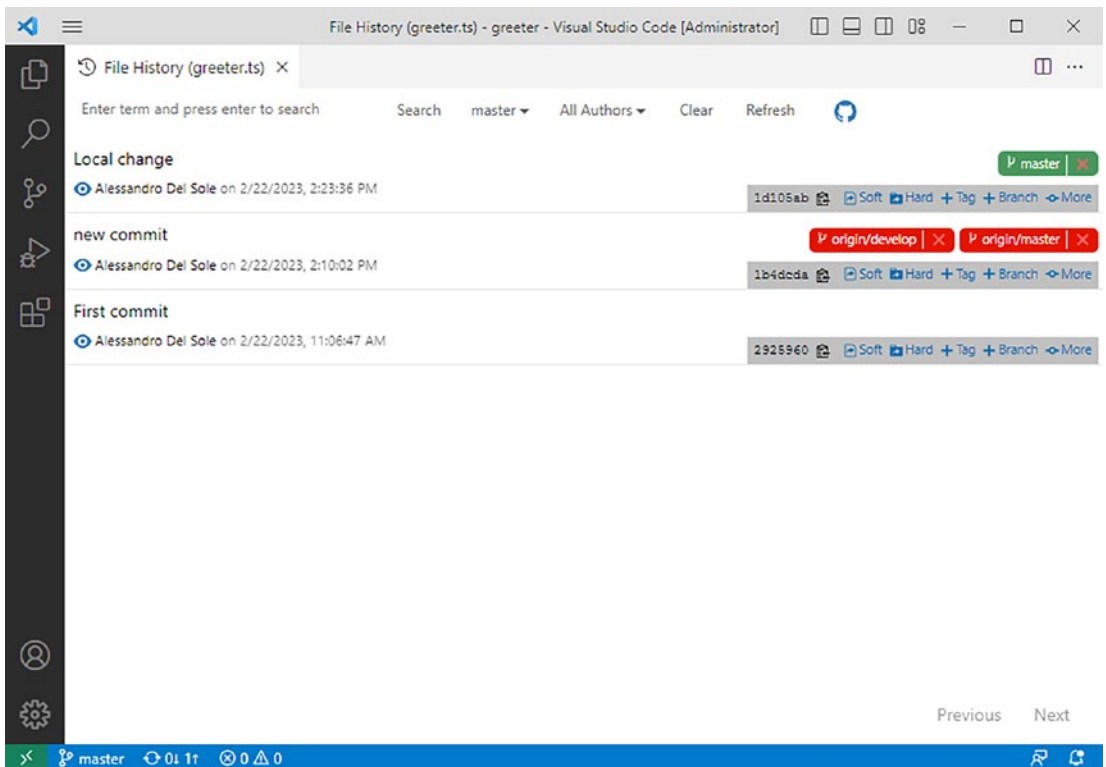 File History (greeter.ts) - greeter - Visual Studio Code [Administrator]
File History (greeter.ts)
Enter term and press enter to search Search master All Authors Clear Refresh
Local change
master
Alessandro Del Sole on 2/22/2023, 2:23:36 PM
1d105ab Soft Hard + Tag + Branch More
new commit
origin/develop origin/master
Alessandro Del Sole on 2/22/2023, 2:10:02 PM
1b4dcda Soft Hard + Tag + Branch More
First commit
Alessandro Del Sole on 2/22/2023, 11:06:47 AM
2925960 Soft Hard + Tag + Branch More
Previous Next
master 0↓ 1↑ 0 0